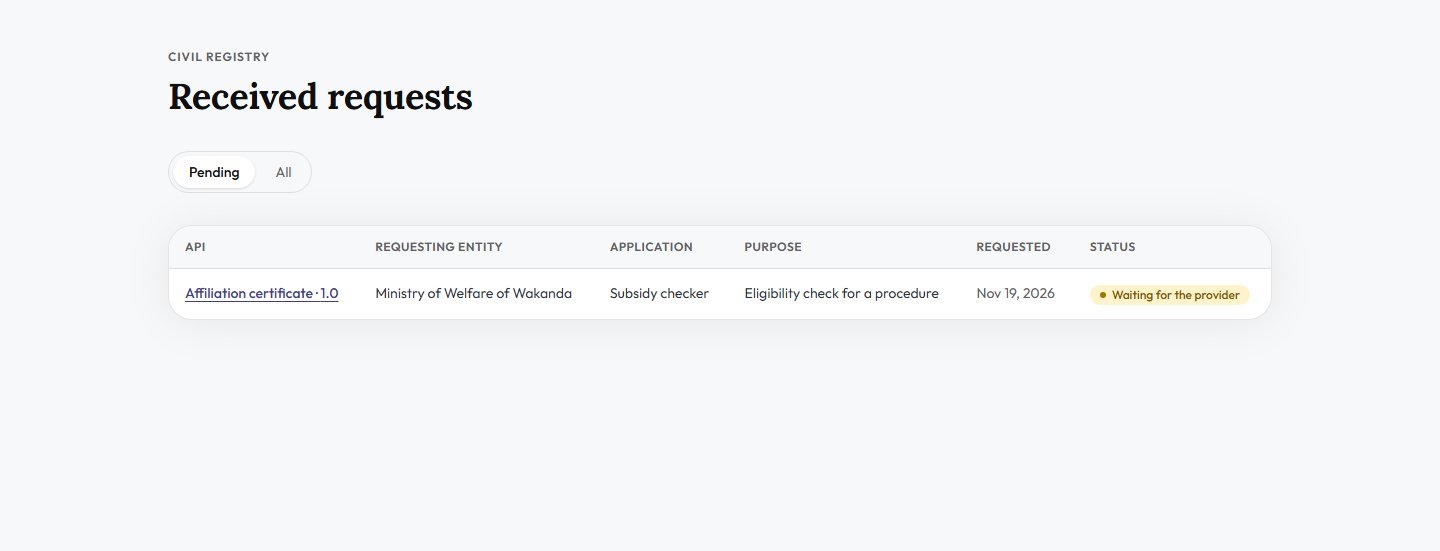 CIVIL REGISTRY
Received requests
Pending All
API REQUESTING ENTITY APPLICATION PURPOSE REQUESTED STATUS
Affiliation certificate · 1.0 Ministry of Welfare of Wakanda Subsidy checker Eligibility check for a procedure Nov 19, 2026 Waiting for the provider